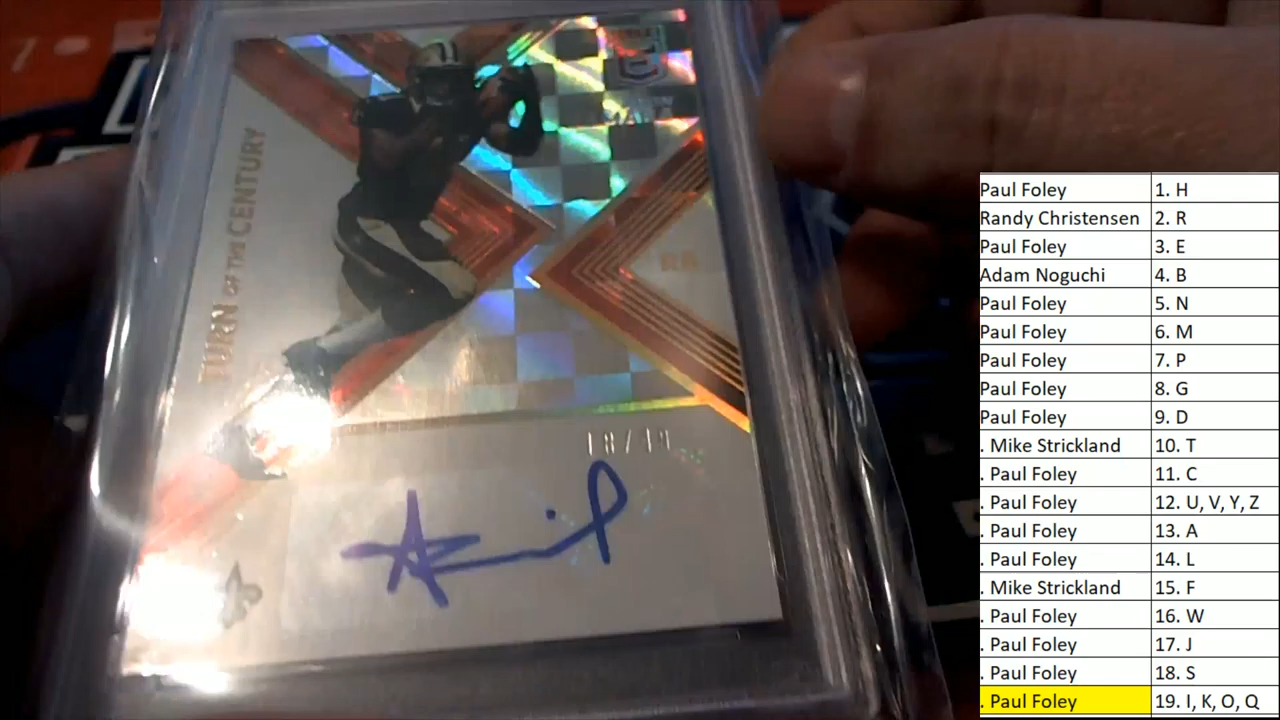 TURN OF THE CENTURY
RB
18/49
Paul Foley 1. H
Randy Christensen 2. R
Paul Foley 3. E
Adam Noguchi 4. B
Paul Foley 5. N
Paul Foley 6. M
Paul Foley 7. P
Paul Foley 8. G
Paul Foley 9. D
. Mike Strickland 10. T
. Paul Foley 11. C
. Paul Foley 12. U, V, Y, Z
. Paul Foley 13. A
. Paul Foley 14. L
. Mike Strickland 15. F
. Paul Foley 16. W
. Paul Foley 17. J
. Paul Foley 18. S
. Paul Foley 19. I, K, O, Q